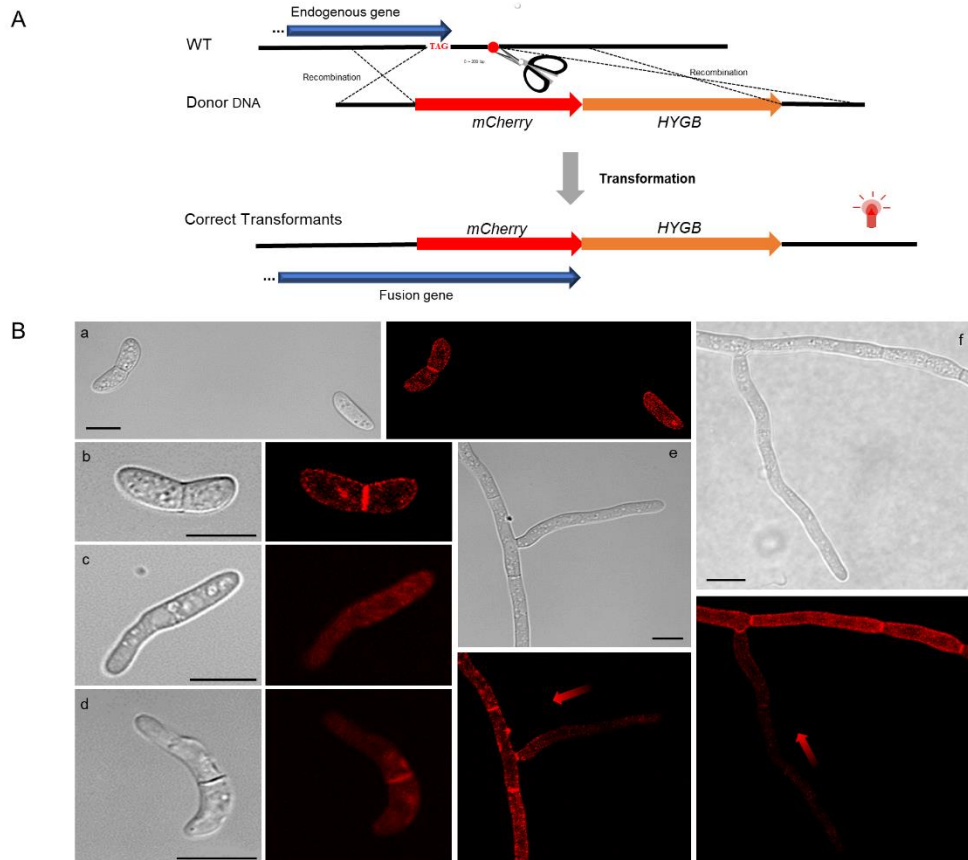 A
... Endogenous gene
WT
TAG
Recombination
Recombination
Donor DNA
mCherry
HYGB
Transformation
Correct Transformants
mCherry
HYGB
...
Fusion gene
B
a
b
c
d
e
f